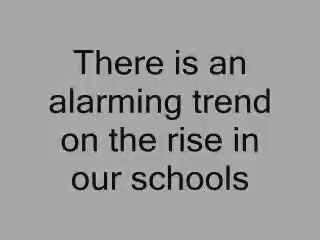 There is an
alarming trend
on the rise in
our schools